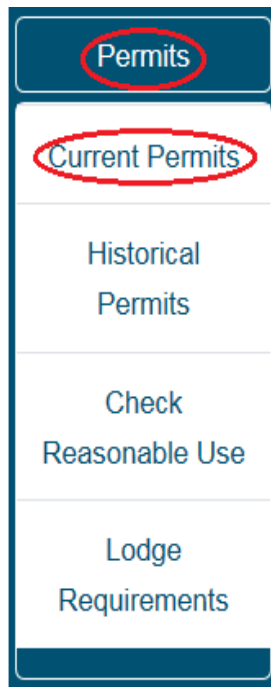 Permits
Current Permits
Historical
Permits
Check
Reasonable Use
Lodge
Requirements